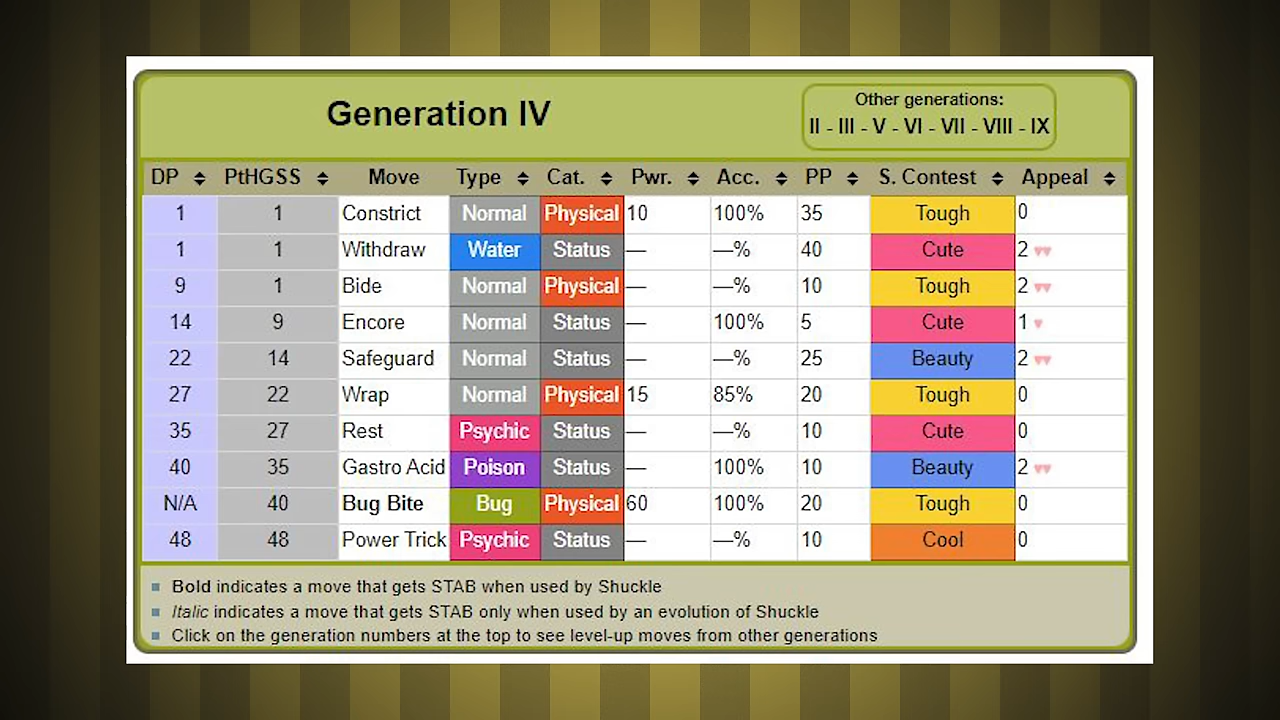 Generation IV
Other generations:
II - III - V - VI - VII - VIII - IX
DP PtHGSS Move Type Cat. Pwr. Acc. PP S. Contest Appeal
1 1 Constrict Normal Physical 10 100% 35 Tough 0
1 1 Withdraw Water Status — —% 40 Cute 2 ♥♥
9 1 Bide Normal Physical — —% 10 Tough 2 ♥♥
14 9 Encore Normal Status — 100% 5 Cute 1 ♥
22 14 Safeguard Normal Status — —% 25 Beauty 2 ♥♥
27 22 Wrap Normal Physical 15 85% 20 Tough 0
35 27 Rest Psychic Status — —% 10 Cute 0
40 35 Gastro Acid Poison Status — 100% 10 Beauty 2 ♥♥
N/A 40 Bug Bite Bug Physical 60 100% 20 Tough 0
48 48 Power Trick Psychic Status — —% 10 Cool 0
Bold indicates a move that gets STAB when used by Shuckle
Italic indicates a move that gets STAB only when used by an evolution of Shuckle
Click on the generation numbers at the top to see level-up moves from other generations